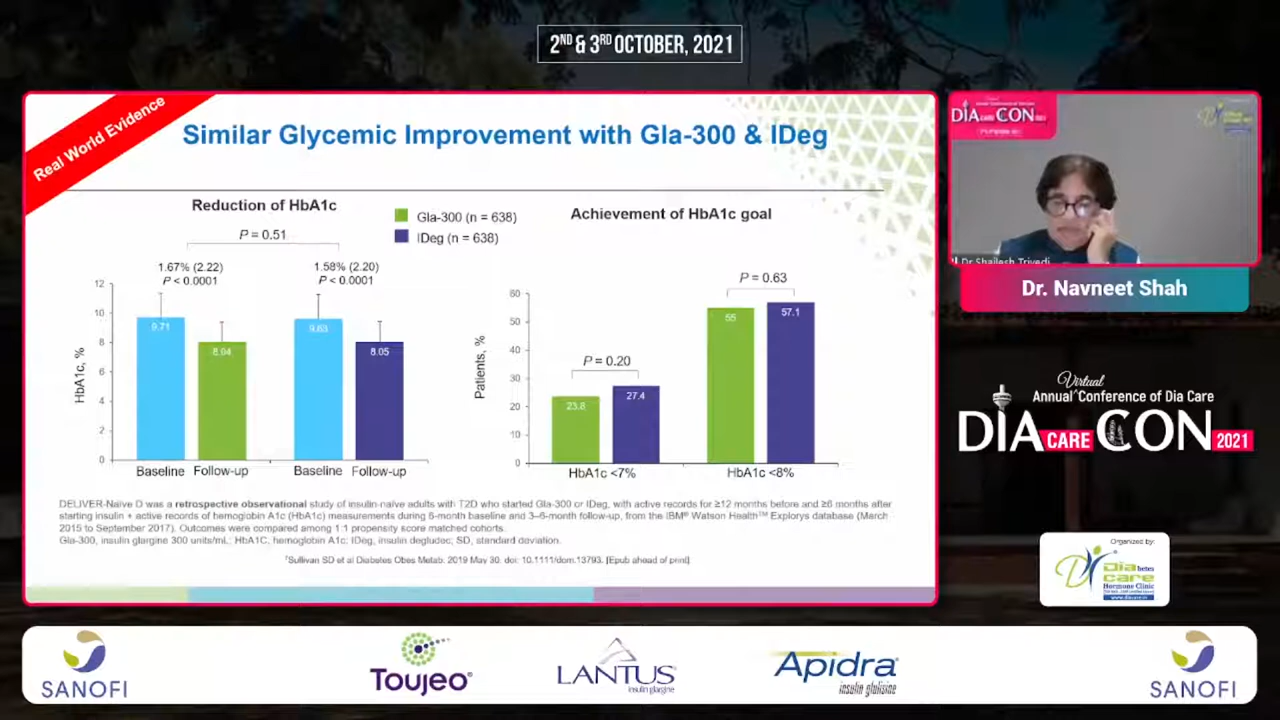 2ND & 3RD OCTOBER, 2021
Real World Evidence
Similar Glycemic Improvement with Gla-300 & IDeg
Reduction of HbA1c
P = 0.51
1.67% (2.22)
P < 0.0001
1.58% (2.20)
P < 0.0001
HbA1c, %
12
10
8
6
4
2
0
9.71
8.04
9.63
8.05
Baseline Follow-up Baseline Follow-up
Gla-300 (n = 638)
IDeg (n = 638)
Achievement of HbA1c goal
P = 0.63
P = 0.20
Patients, %
60
50
40
30
20
10
0
23.8
27.4
55
57.1
HbA1c <7% HbA1c <8%
DELIVER-Naïve D was a retrospective observational study of insulin-naïve adults with T2D who started Gla-300 or IDeg, with active records for ≥12 months before and ≥6 months after
starting insulin + active records of hemoglobin A1c (HbA1c) measurements during 6-month baseline and 3–6-month follow-up, from the IBM® Watson Health™ Explorys database (March
2015 to September 2017). Outcomes were compared among 1:1 propensity score matched cohorts.
Gla-300, insulin glargine 300 units/mL; HbA1C, hemoglobin A1c; IDeg, insulin degludec; SD, standard deviation.
1Sullivan SD et al Diabetes Obes Metab. 2019 May 30. doi: 10.1111/dom.13793. [Epub ahead of print]
DIA CARE CON 2021
Dr Shailesh Trivedi
Dr. Navneet Shah
Virtual
Annual Conference of Dia Care
DIA CARE CON 2021
Organized by:
Diabetes
care
Hormone Clinic
www.diacare.in
SANOFI
Toujeo®
LANTUS®
insulin glargine
Apidra®
insulin glulisine
SANOFI